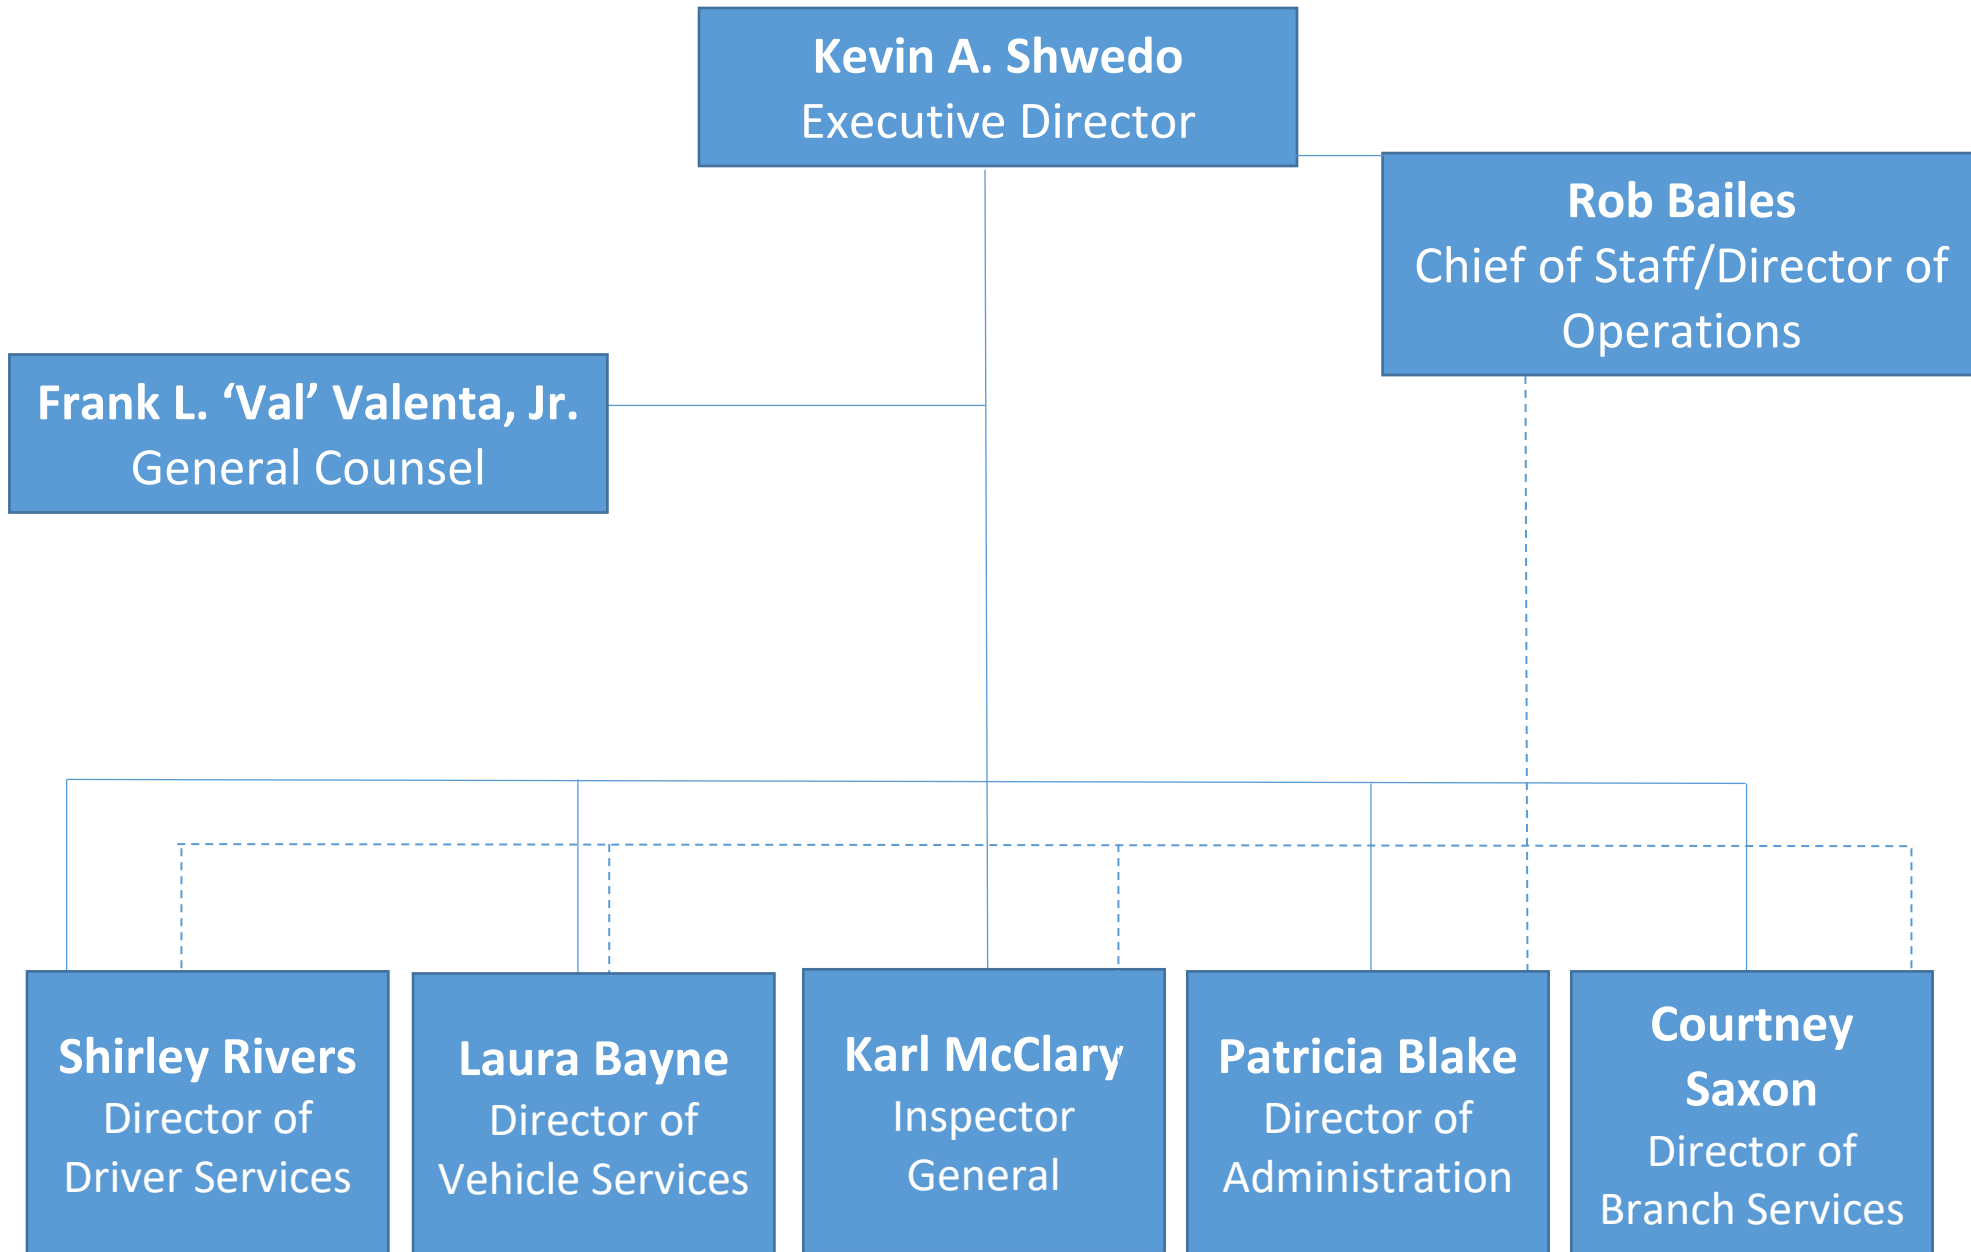 Kevin A. Shwedo
Executive Director
Rob Bailes
Chief of Staff/Director of
Operations
Frank L. ‘Val’ Valenta, Jr.
General Counsel
Shirley Rivers
Director of
Driver Services
Laura Bayne
Director of
Vehicle Services
Karl McClary
Inspector
General
Patricia Blake
Director of
Administration
Courtney
Saxon
Director of
Branch Services